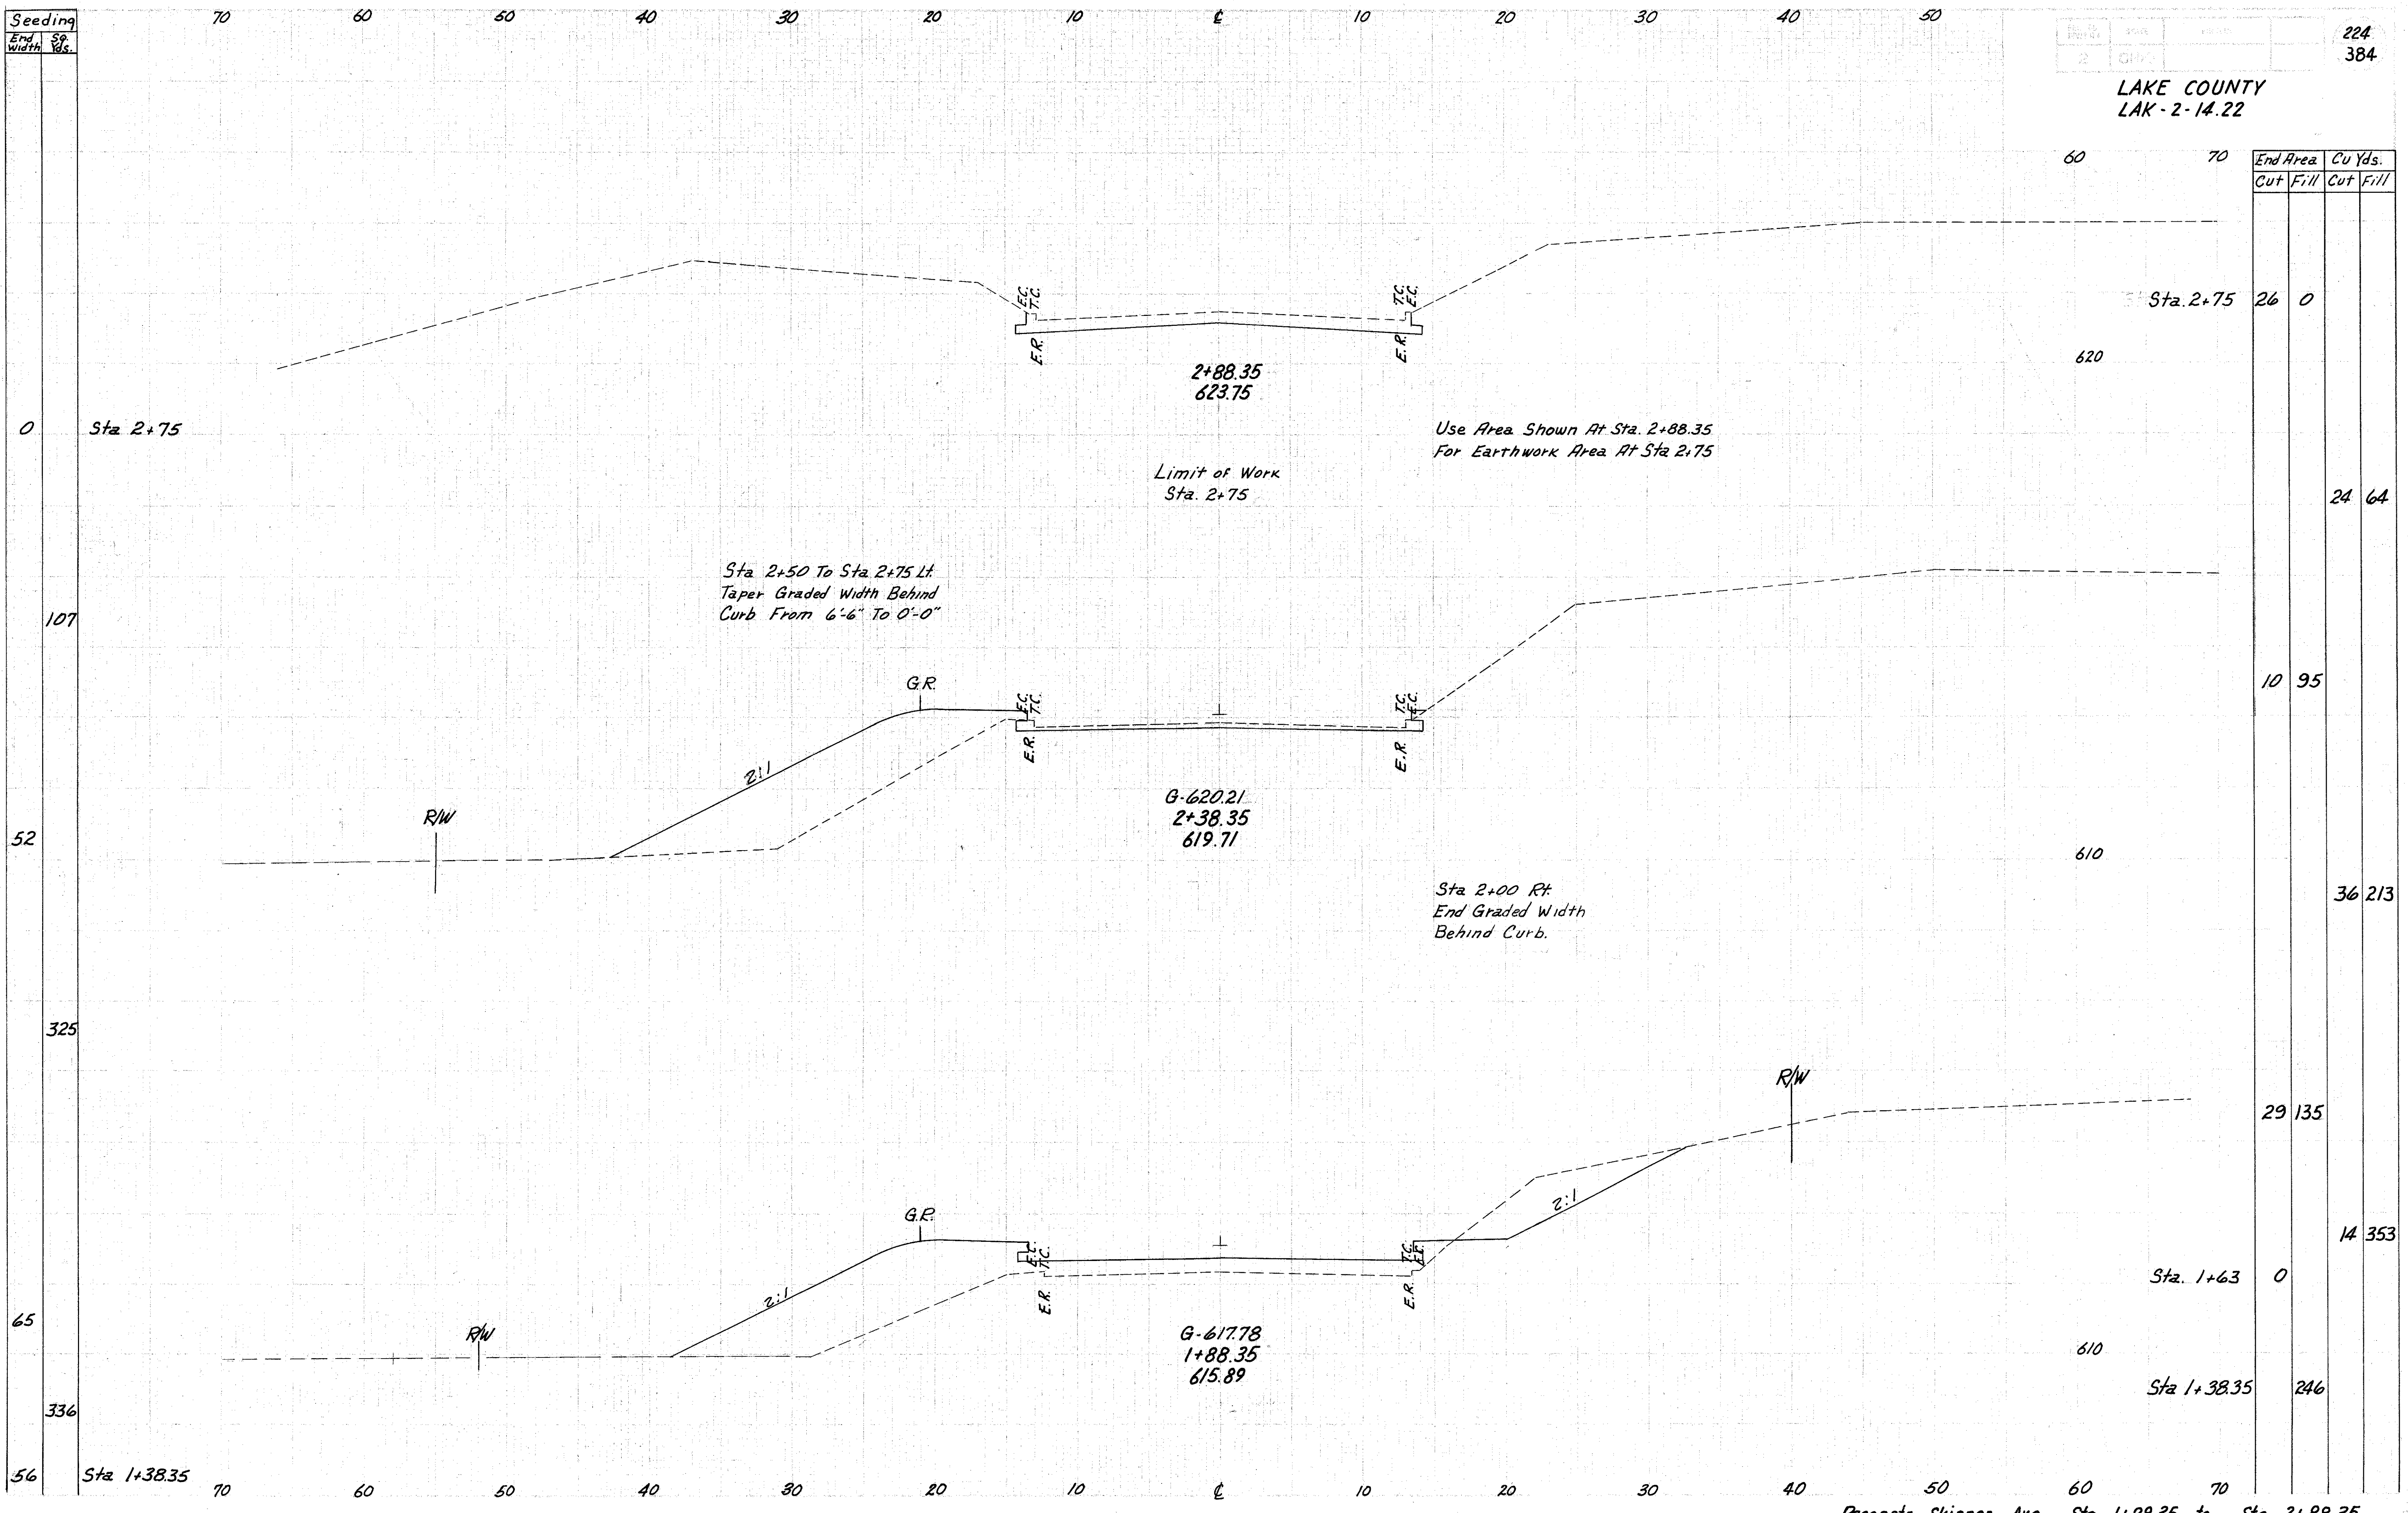 Seeding
End Width Sq. Yds.
70 60 50 40 30 20 10 ℄ 10 20 30 40 50
224
384
LAKE COUNTY
LAK-2-14.22
60 70
End Area Cu Yds.
Cut Fill Cut Fill
E.C. T.C. T.C. E.C.
Sta. 2+75 26 0
E.R. E.R.
620
2+88.35
623.75
0 Sta 2+75
Use Area Shown At Sta. 2+88.35
For Earthwork Area At Sta 2+75
Limit of Work
Sta. 2+75
24 64
Sta 2+50 To Sta 2+75 Lt.
Taper Graded Width Behind
Curb From 6'-6" To 0'-0"
107
G.R.
E.C. T.C. T.C. E.C.
10 95
E.R. E.R.
2:1
R/W
G-620.21
2+38.35
619.71
52
610
Sta 2+00 Rt.
End Graded Width
Behind Curb.
36 213
325
R/W
29 135
2:1
G.R.
E.C. T.C. T.C. E.C.
14 353
Sta. 1+63 0
E.R. E.R.
2:1
65
R/W
G-617.78
1+88.35
615.89
610
Sta 1+38.35 246
336
56 Sta 1+38.35
70 60 50 40 30 20 10 ℄ 10 20 30 40 50 60 70